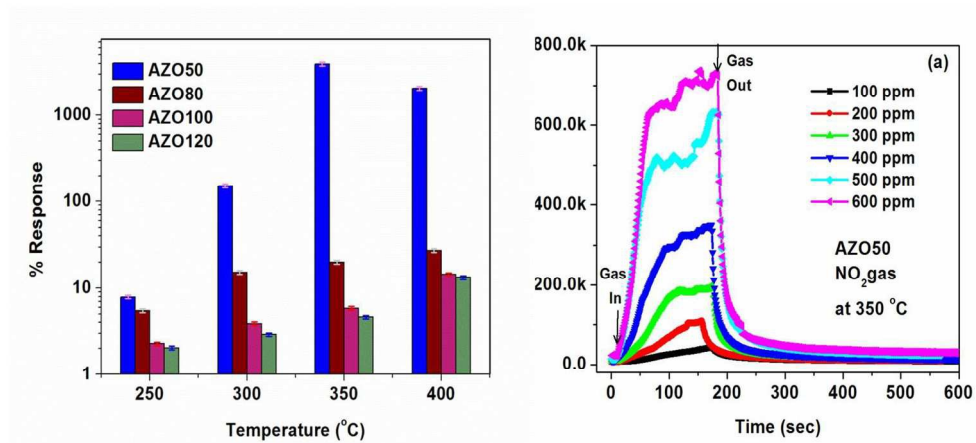 AZO50
AZO80
AZO100
AZO120
% Response
1000
100
10
1
250 300 350 400
Temperature (°C)
(a)
800.0k
600.0k
400.0k
200.0k
0.0
Gas
Out
Gas
In
100 ppm
200 ppm
300 ppm
400 ppm
500 ppm
600 ppm
AZO50
NO₂gas
at 350 °C
0 100 200 300 400 500 600
Time (sec)